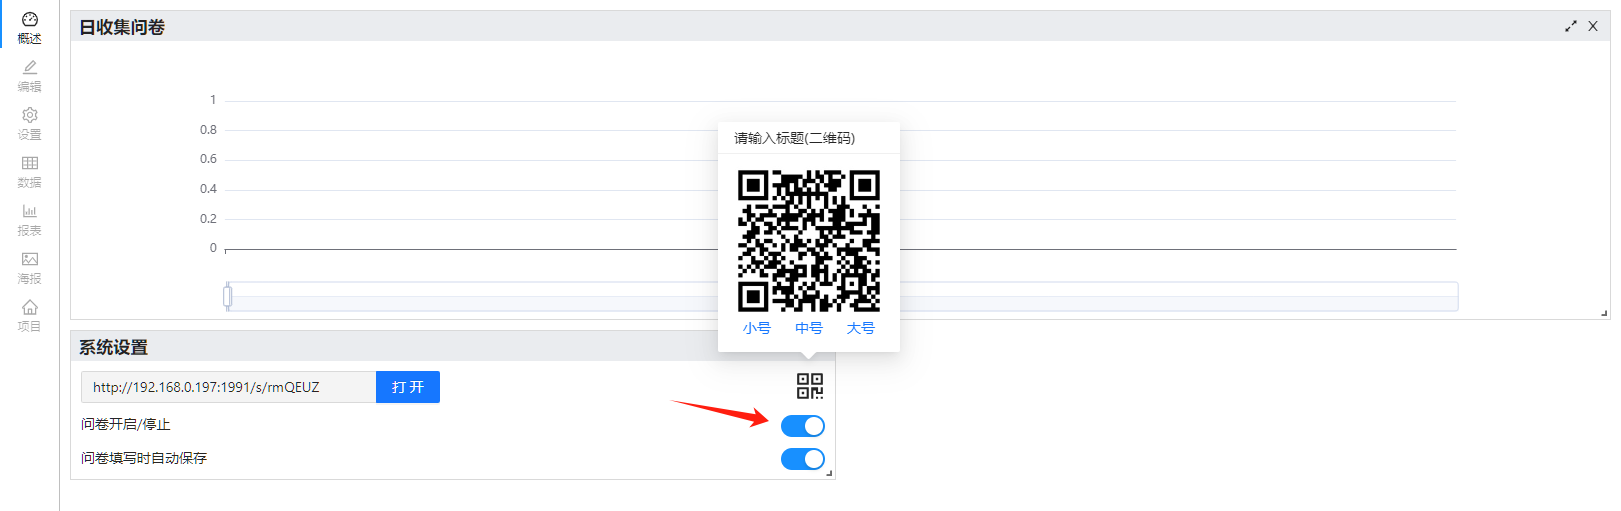 概述
编辑
设置
数据
报表
海报
项目
日收集问卷
1
0.8
0.6
0.4
0.2
0
请输入标题(二维码)
小号 中号 大号
系统设置
http://192.168.0.197:1991/s/rmQEUZ 打开
问卷开启/停止
问卷填写时自动保存